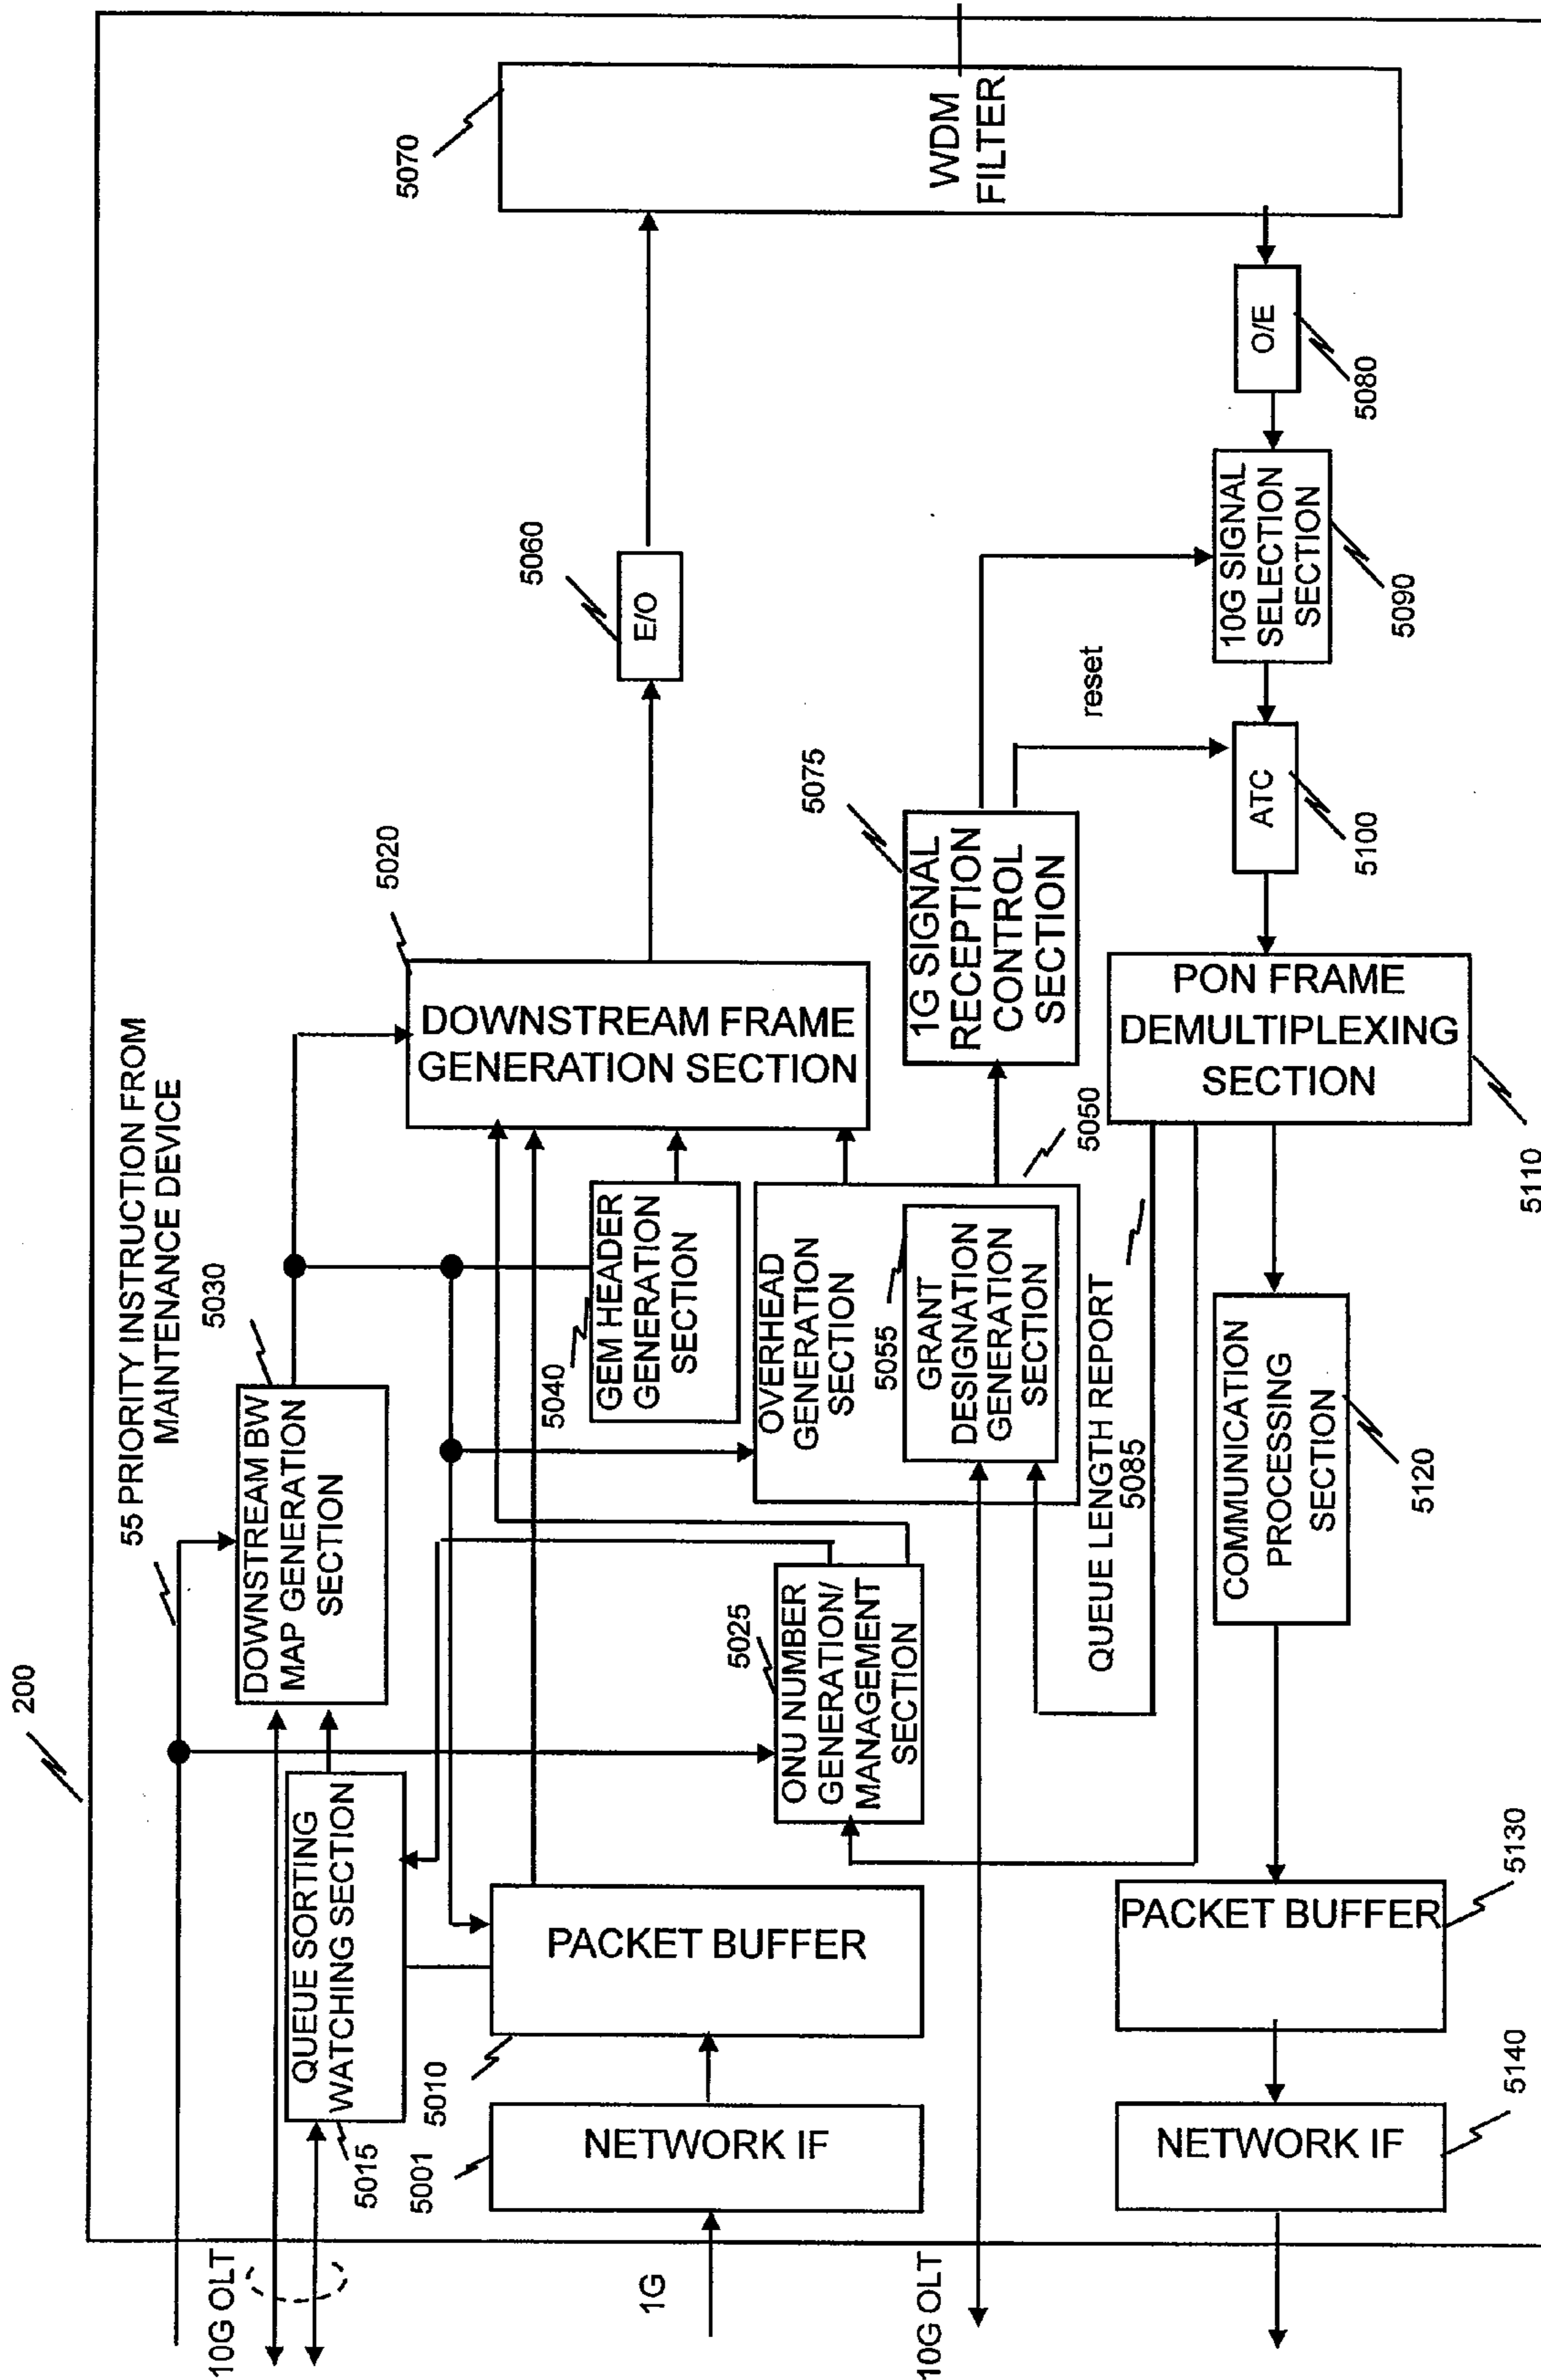 200
55 PRIORITY INSTRUCTION FROM
MAINTENANCE DEVICE
10G OLT
5015
QUEUE SORTING
WATCHING SECTION
DOWNSTREAM BW
MAP GENERATION
SECTION
5030
1G
5001
NETWORK IF
5010
PACKET BUFFER
5025
ONU NUMBER
GENERATION/
MANAGEMENT
SECTION
5040
GEM HEADER
GENERATION
SECTION
OVERHEAD
GENERATION
SECTION
5055
GRANT
DESIGNATION
GENERATION
SECTION
5050
5020
DOWNSTREAM FRAME
GENERATION SECTION
5060
E/O
5070
WDM
FILTER
10G OLT
QUEUE LENGTH REPORT
5085
5075
1G SIGNAL
RECEPTION
CONTROL
SECTION
reset
NETWORK IF
5140
PACKET BUFFER
5130
COMMUNICATION
PROCESSING
SECTION
5120
PON FRAME
DEMULTIPLEXING
SECTION
5110
ATC
5100
10G SIGNAL
SELECTION
SECTION
5090
O/E
5080